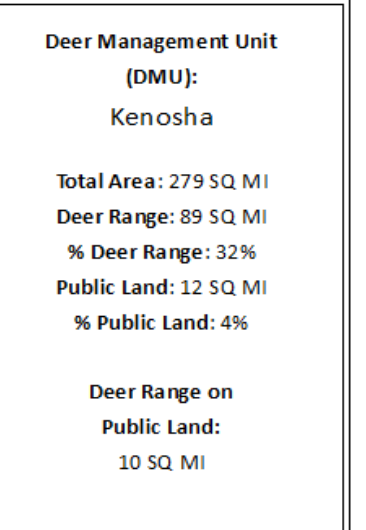 Deer Management Unit
(DMU):
Kenosha
Total Area: 279 SQ MI
Deer Range: 89 SQ MI
% Deer Range: 32%
Public Land: 12 SQ MI
% Public Land: 4%
Deer Range on
Public Land:
10 SQ MI